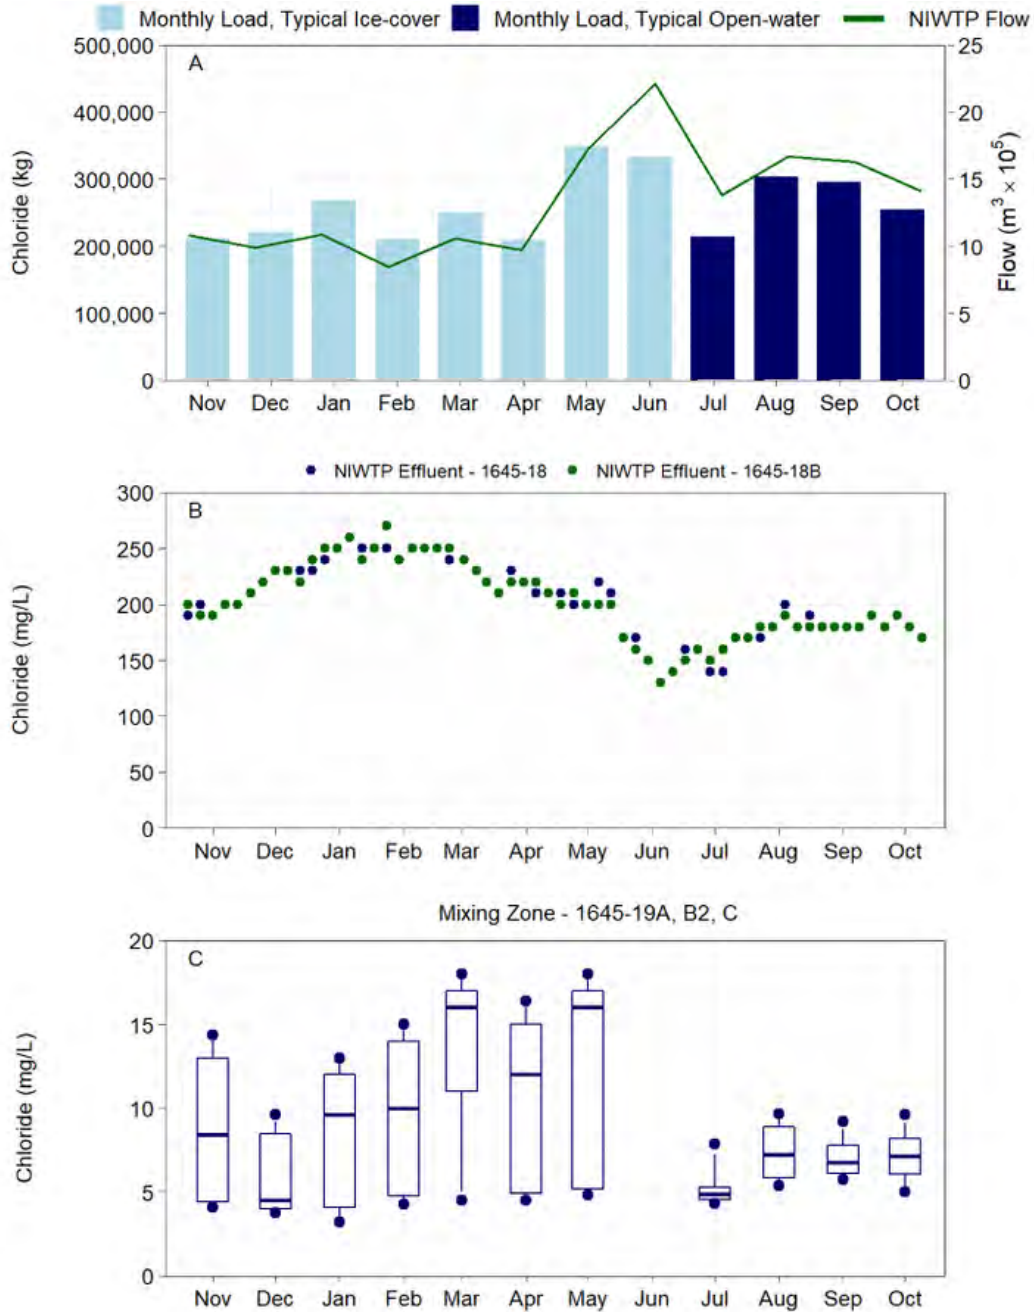 Monthly Load, Typical Ice-cover Monthly Load, Typical Open-water NIWTP Flow
A
Chloride (kg)
500,000
400,000
300,000
200,000
100,000
0
25
20
15
10
5
0
Flow (m³ × 10⁵)
Nov Dec Jan Feb Mar Apr May Jun Jul Aug Sep Oct
NIWTP Effluent - 1645-18 NIWTP Effluent - 1645-18B
B
Chloride (mg/L)
300
250
200
150
100
50
0
Nov Dec Jan Feb Mar Apr May Jun Jul Aug Sep Oct
Mixing Zone - 1645-19A, B2, C
C
Chloride (mg/L)
20
15
10
5
0
Nov Dec Jan Feb Mar Apr May Jun Jul Aug Sep Oct